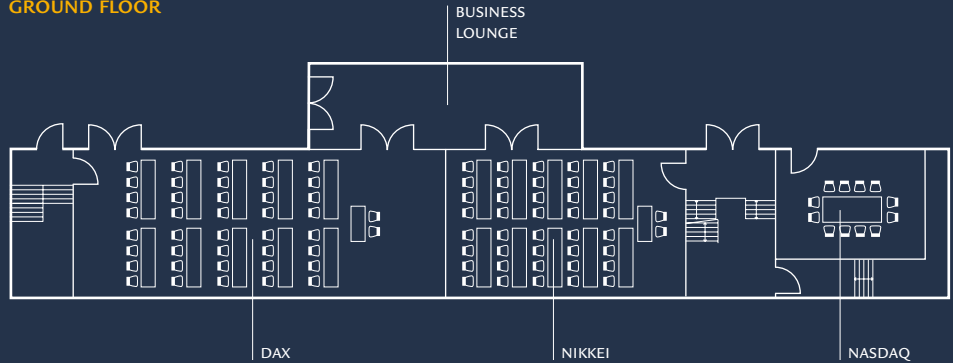 GROUND FLOOR
BUSINESS
LOUNGE
DAX
NIKKEI
NASDAQ